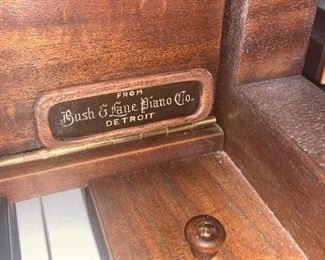 FROM
Bush & Lane Piano Co.
DETROIT